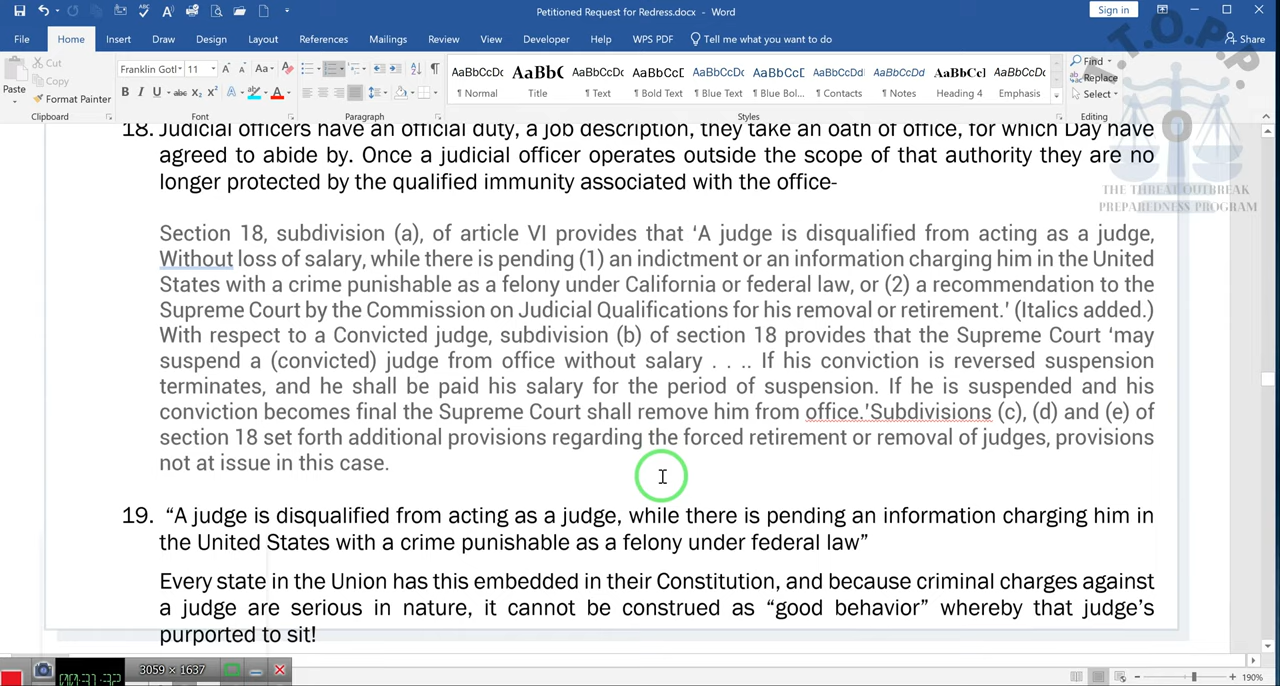 Petitioned Request for Redress.docx - Word
Sign in
File Home Insert Draw Design Layout References Mailings Review View Developer Help WPS PDF Tell me what you want to do Share
Paste
Cut
Copy
Format Painter
Franklin Gotl 11
AaBbCcDc AaBbC AaBbCcDc AaBbCcD AaBbCcDd AaBbCcD AaBbCcDdl AaBbCcDd AaBbCcl AaBbCcDc
¶ Normal Title ¶ Text ¶ Bold Text ¶ Blue Text ¶ Blue Bol... ¶ Contacts ¶ Notes Heading 4 Emphasis
Find
Replace
Select
Clipboard Font Paragraph Styles Editing
T.O.P.P.
THE THREAT OUTBREAK
PREPAREDNESS PROGRAM
18. Judicial officers have an official duty, a job description, they take an oath of office, for which Day have
agreed to abide by. Once a judicial officer operates outside the scope of that authority they are no
longer protected by the qualified immunity associated with the office-
Section 18, subdivision (a), of article VI provides that ‘A judge is disqualified from acting as a judge,
Without loss of salary, while there is pending (1) an indictment or an information charging him in the United
States with a crime punishable as a felony under California or federal law, or (2) a recommendation to the
Supreme Court by the Commission on Judicial Qualifications for his removal or retirement.’ (Italics added.)
With respect to a Convicted judge, subdivision (b) of section 18 provides that the Supreme Court ‘may
suspend a (convicted) judge from office without salary . . .. If his conviction is reversed suspension
terminates, and he shall be paid his salary for the period of suspension. If he is suspended and his
conviction becomes final the Supreme Court shall remove him from office.’Subdivisions (c), (d) and (e) of
section 18 set forth additional provisions regarding the forced retirement or removal of judges, provisions
not at issue in this case.
19. “A judge is disqualified from acting as a judge, while there is pending an information charging him in
the United States with a crime punishable as a felony under federal law”
Every state in the Union has this embedded in their Constitution, and because criminal charges against
a judge are serious in nature, it cannot be construed as “good behavior” whereby that judge’s
purported to sit!
00:31:32
3059 × 1637
190%